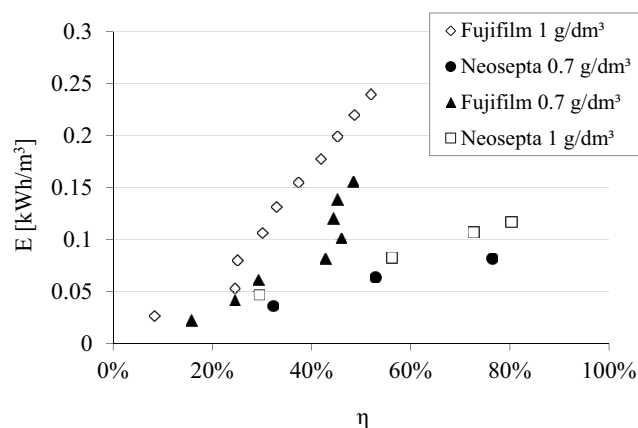 0.3
0.25
0.2
0.15
0.1
0.05
0
E [kWh/m³]
0% 20% 40% 60% 80% 100%
η
Fujifilm 1 g/dm³
Neosepta 0.7 g/dm³
Fujifilm 0.7 g/dm³
Neosepta 1 g/dm³